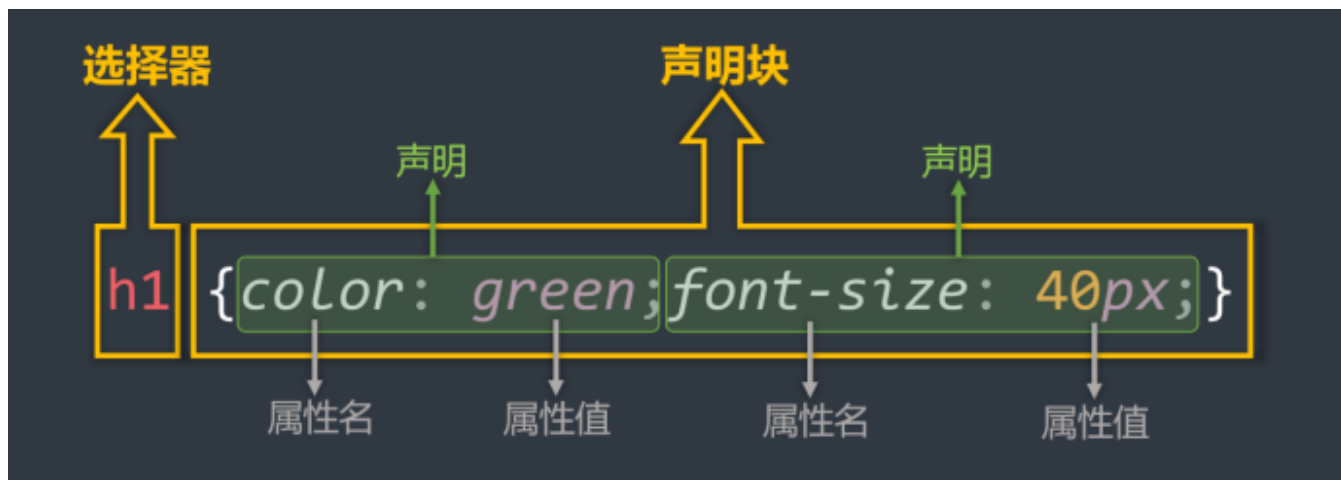 选择器 声明块
声明 声明
h1 {color: green;font-size: 40px;}
属性名 属性值 属性名 属性值